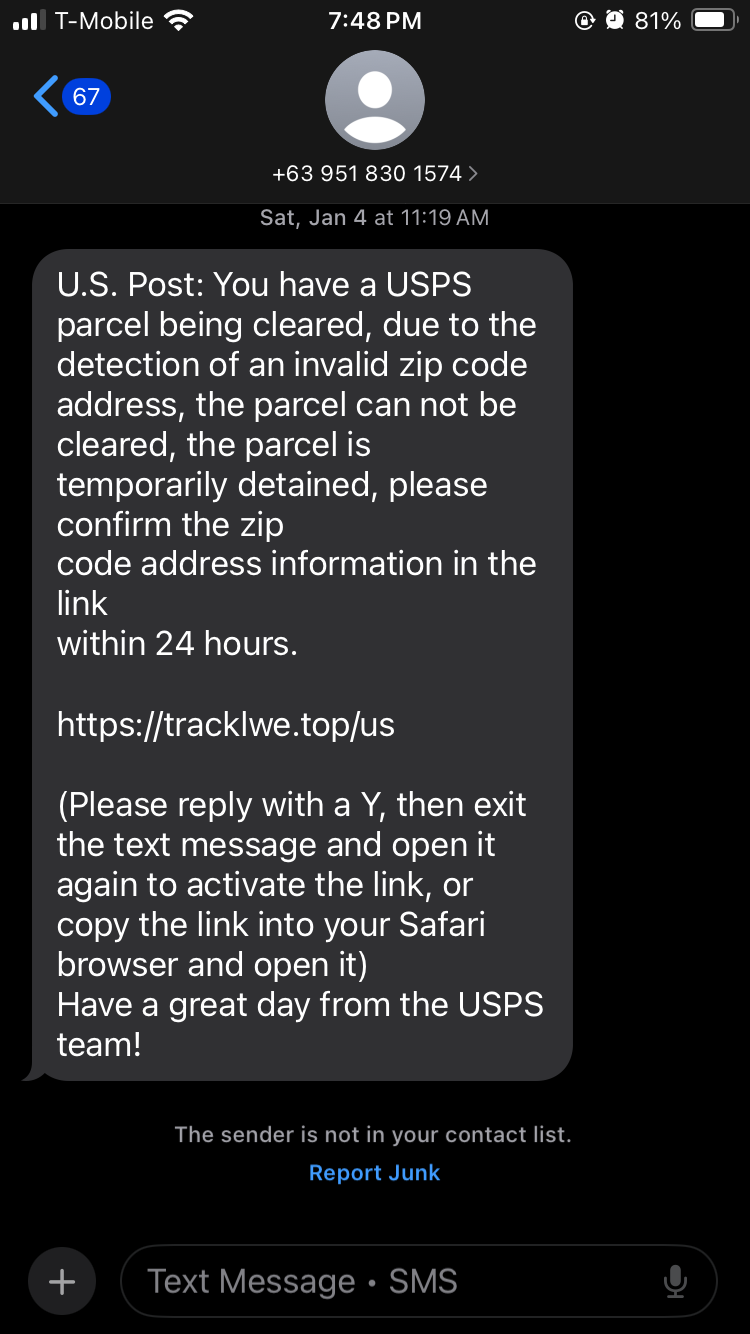 T-Mobile 7:48 PM 81%
67
+63 951 830 1574
Sat, Jan 4 at 11:19 AM
U.S. Post: You have a USPS
parcel being cleared, due to the
detection of an invalid zip code
address, the parcel can not be
cleared, the parcel is
temporarily detained, please
confirm the zip
code address information in the
link
within 24 hours.
https://tracklwe.top/us
(Please reply with a Y, then exit
the text message and open it
again to activate the link, or
copy the link into your Safari
browser and open it)
Have a great day from the USPS
team!
The sender is not in your contact list.
Report Junk
Text Message • SMS